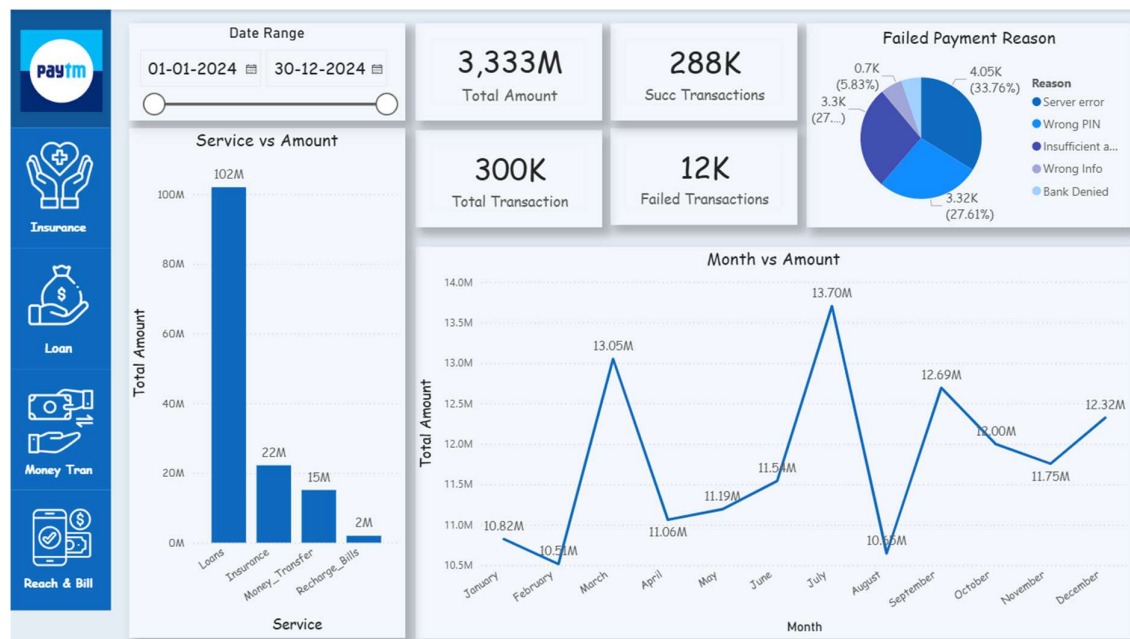 paytm
Insurance
Loan
Money Tran
Reach & Bill
Date Range
01-01-2024
30-12-2024
3,333M
Total Amount
288K
Succ Transactions
300K
Total Transaction
12K
Failed Transactions
Failed Payment Reason
0.7K
(5.83%)
3.3K
(27....)
4.05K
(33.76%)
3.32K
(27.61%)
Reason
Server error
Wrong PIN
Insufficient a...
Wrong Info
Bank Denied
Service vs Amount
Total Amount
100M
80M
60M
40M
20M
0M
102M
22M
15M
2M
Loans
Insurance
Money_Transfer
Recharge_Bills
Service
Month vs Amount
Total Amount
14.0M
13.5M
13.0M
12.5M
12.0M
11.5M
11.0M
10.5M
10.82M
10.51M
13.05M
11.06M
11.19M
11.54M
13.70M
10.65M
12.69M
12.00M
11.75M
12.32M
January
February
March
April
May
June
July
August
September
October
November
December
Month